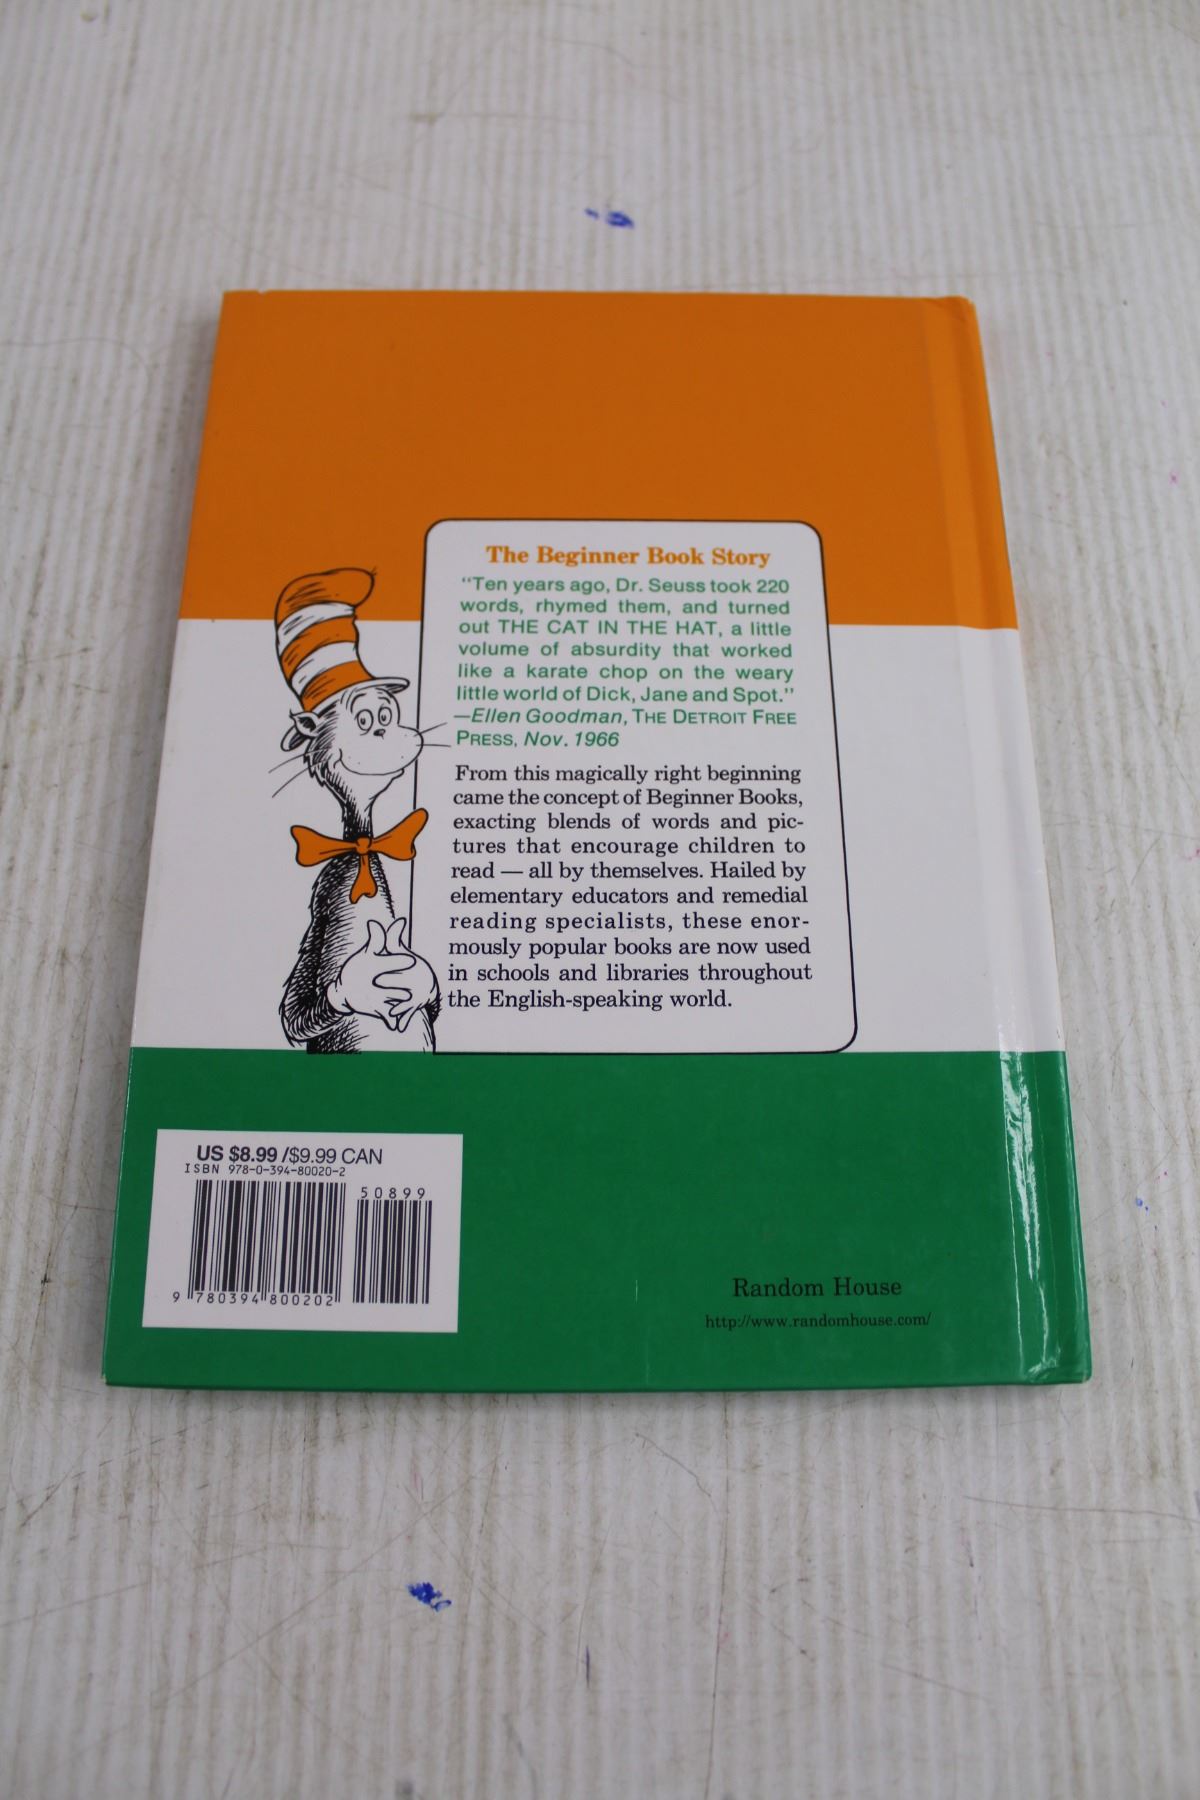 The Beginner Book Story
"Ten years ago, Dr. Seuss took 220
words, rhymed them, and turned
out THE CAT IN THE HAT, a little
volume of absurdity that worked
like a karate chop on the weary
little world of Dick, Jane and Spot."
—Ellen Goodman, THE DETROIT FREE
PRESS, Nov. 1966
From this magically right beginning
came the concept of Beginner Books,
exacting blends of words and pic-
tures that encourage children to
read — all by themselves. Hailed by
elementary educators and remedial
reading specialists, these enor-
mously popular books are now used
in schools and libraries throughout
the English-speaking world.
US $8.99 /$9.99 CAN
ISBN 978-0-394-80020-2
50899
9 780394 800202
Random House
http://www.randomhouse.com/